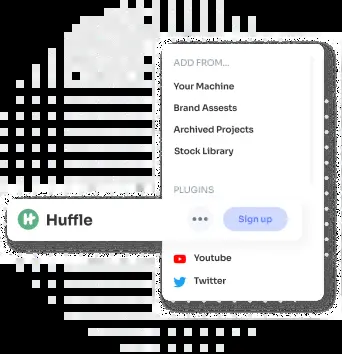 ADD FROM...
Your Machine
Brand Assests
Archived Projects
Stock Library
PLUGINS
Huffle
Sign up
Youtube
Twitter